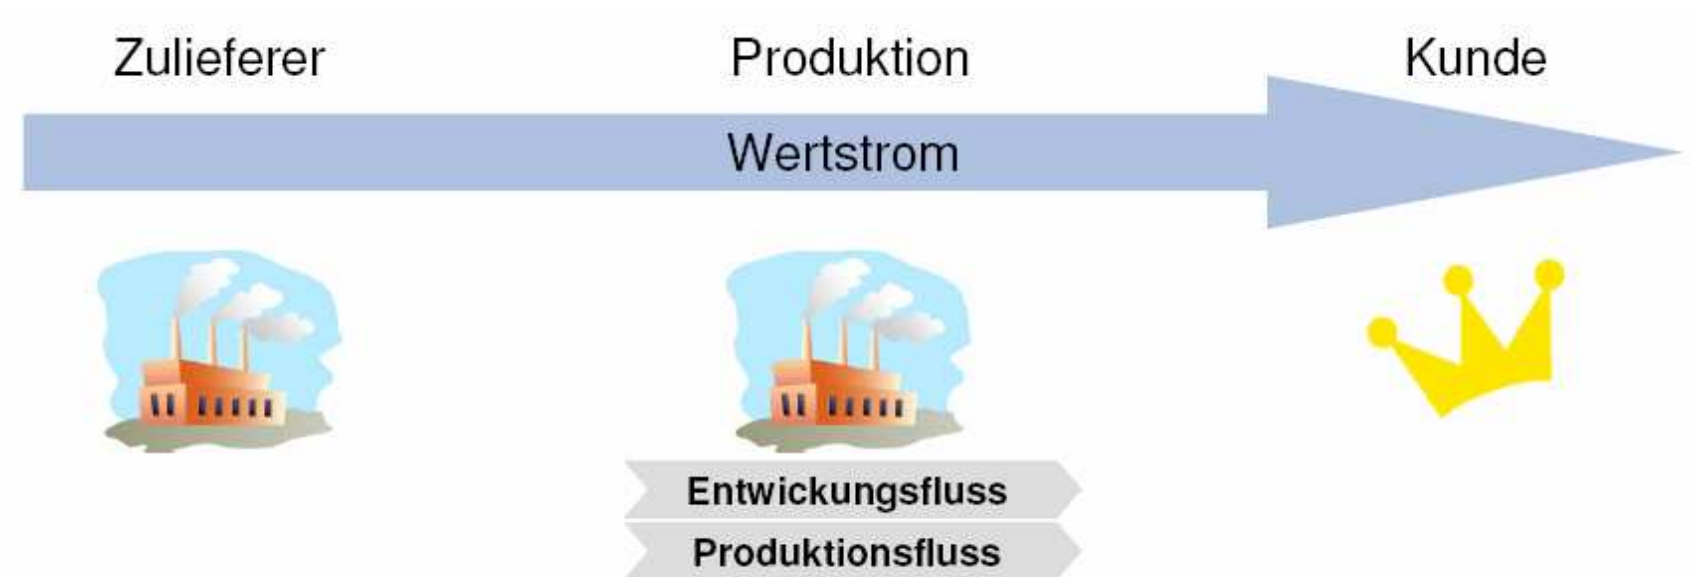 Zulieferer
Produktion
Kunde
Wertstrom
Entwickungsfluss
Produktionsfluss